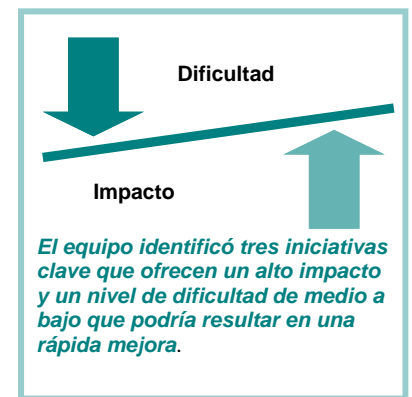 Dificultad
Impacto
El equipo identificó tres iniciativas
clave que ofrecen un alto impacto
y un nivel de dificultad de medio a
bajo que podría resultar en una
rápida mejora.